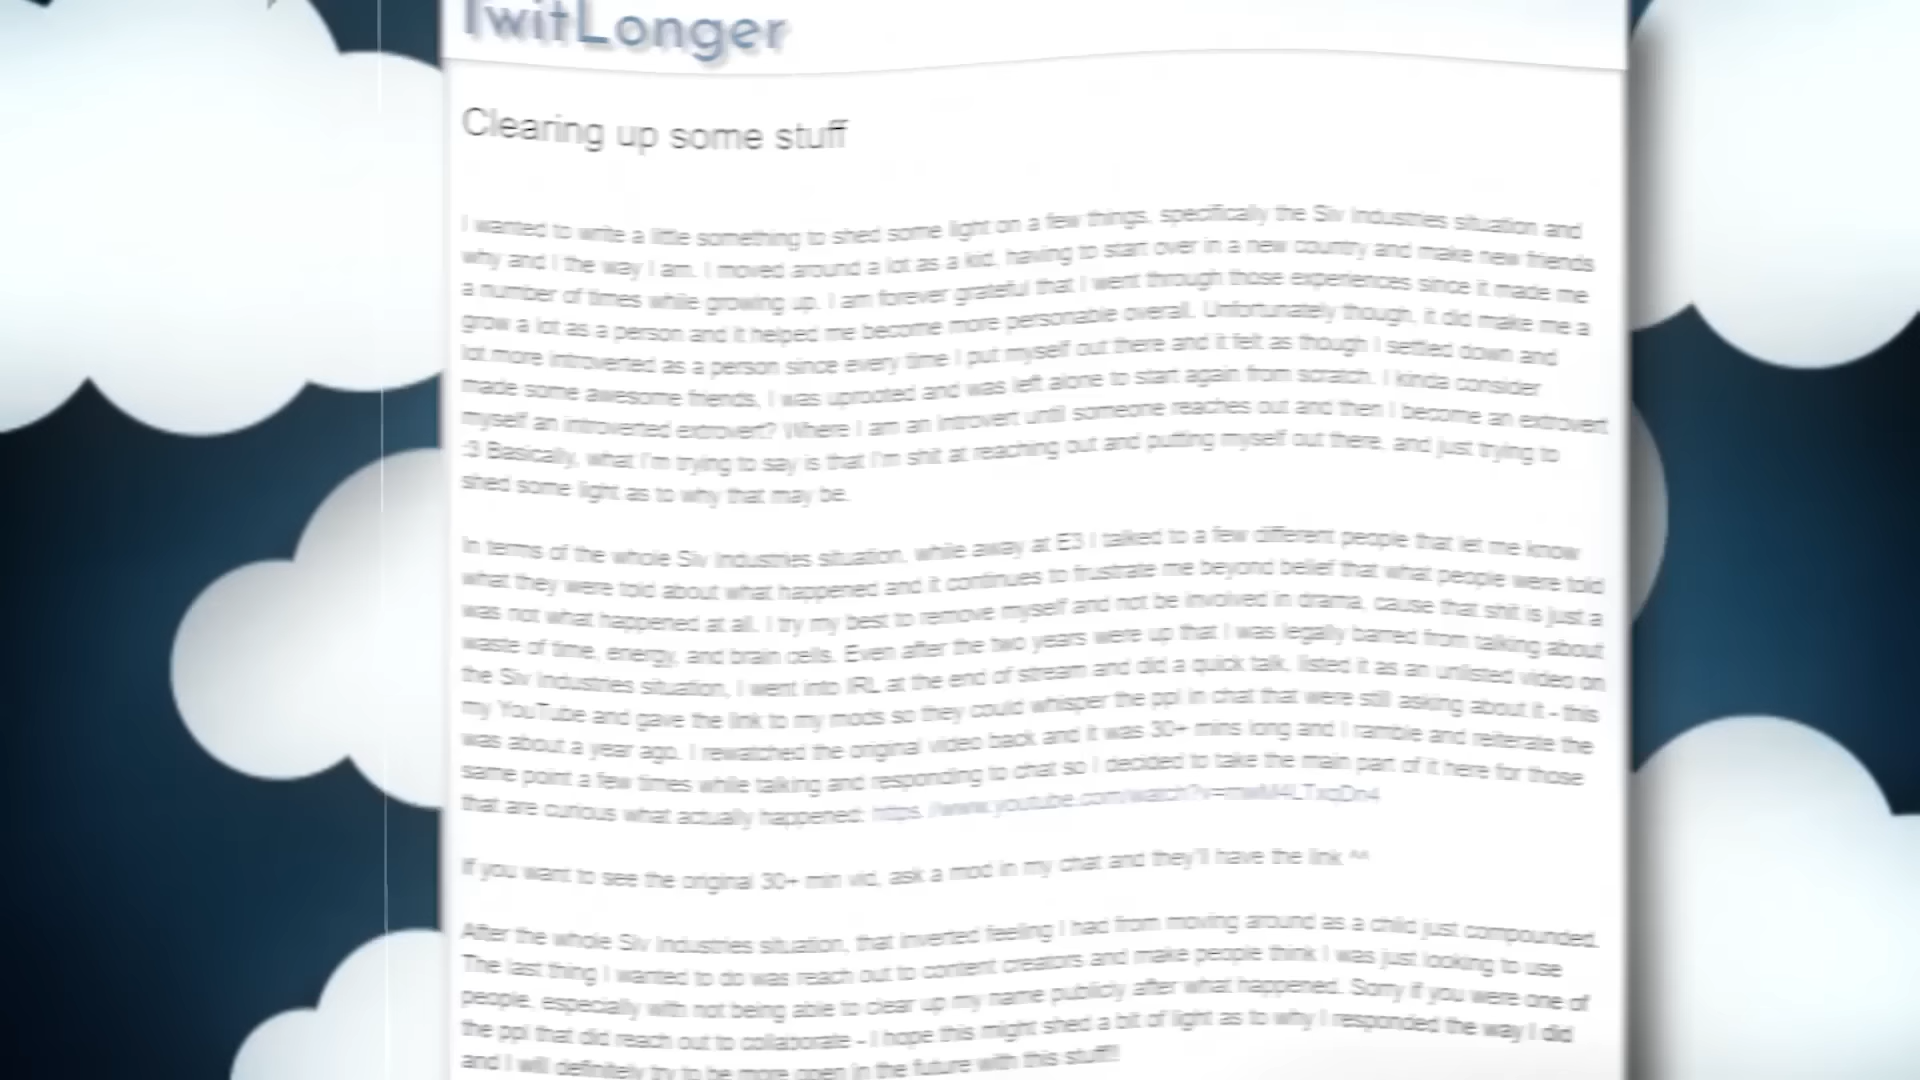 TwitLonger
Clearing up some stuff
I wanted to write a little something to shed some light on a few things, specifically the Siv Industries situation and
why and I the way I am. I moved around a lot as a kid, having to start over in a new country and make new friends
a number of times while growing up. I am forever grateful that I went through those experiences since it made me
grow a lot as a person and it helped me become more personable overall. Unfortunately though, it did make me a
lot more introverted as a person since every time I put myself out there and it felt as though I settled down and
made some awesome friends, I was uprooted and was left alone to start again from scratch. I kinda consider
myself an introverted extrovert? Where I am an introvert until someone reaches out and then I become an extrovert
:3 Basically, what I'm trying to say is that I'm shit at reaching out and putting myself out there, and just trying to
shed some light as to why that may be.
In terms of the whole Siv Industries situation, while away at E3 I talked to a few different people that let me know
what they were told about what happened and it continues to frustrate me beyond belief that what people were told
was not what happened at all. I try my best to remove myself and not be involved in drama, cause that shit is just a
waste of time, energy, and brain cells. Even after the two years were up that I was legally barred from talking about
the Siv Industries situation, I went into IRL at the end of stream and did a quick talk, listed it as an unlisted video on
my YouTube and gave the link to my mods so they could whisper the ppl in chat that were still asking about it - this
was about a year ago. I rewatched the original video back and it was 30+ mins long and I ramble and reiterate the
same point a few times while talking and responding to chat so I decided to take the main part of it here for those
that are curious what actually happened:
If you want to see the original 30+ min vid, ask a mod in my chat and they'll have the link ^^
After the whole Siv Industries situation, that inverted feeling I had from moving around as a child just compounded.
The last thing I wanted to do was reach out to content creators and make people think I was just looking to use
people, especially with not being able to clear up my name publicly after what happened. Sorry if you were one of
the ppl that did reach out to collaborate - I hope this might shed a bit of light as to why I responded the way I did
and I will definitely try to be more open in the future with this stuff!!